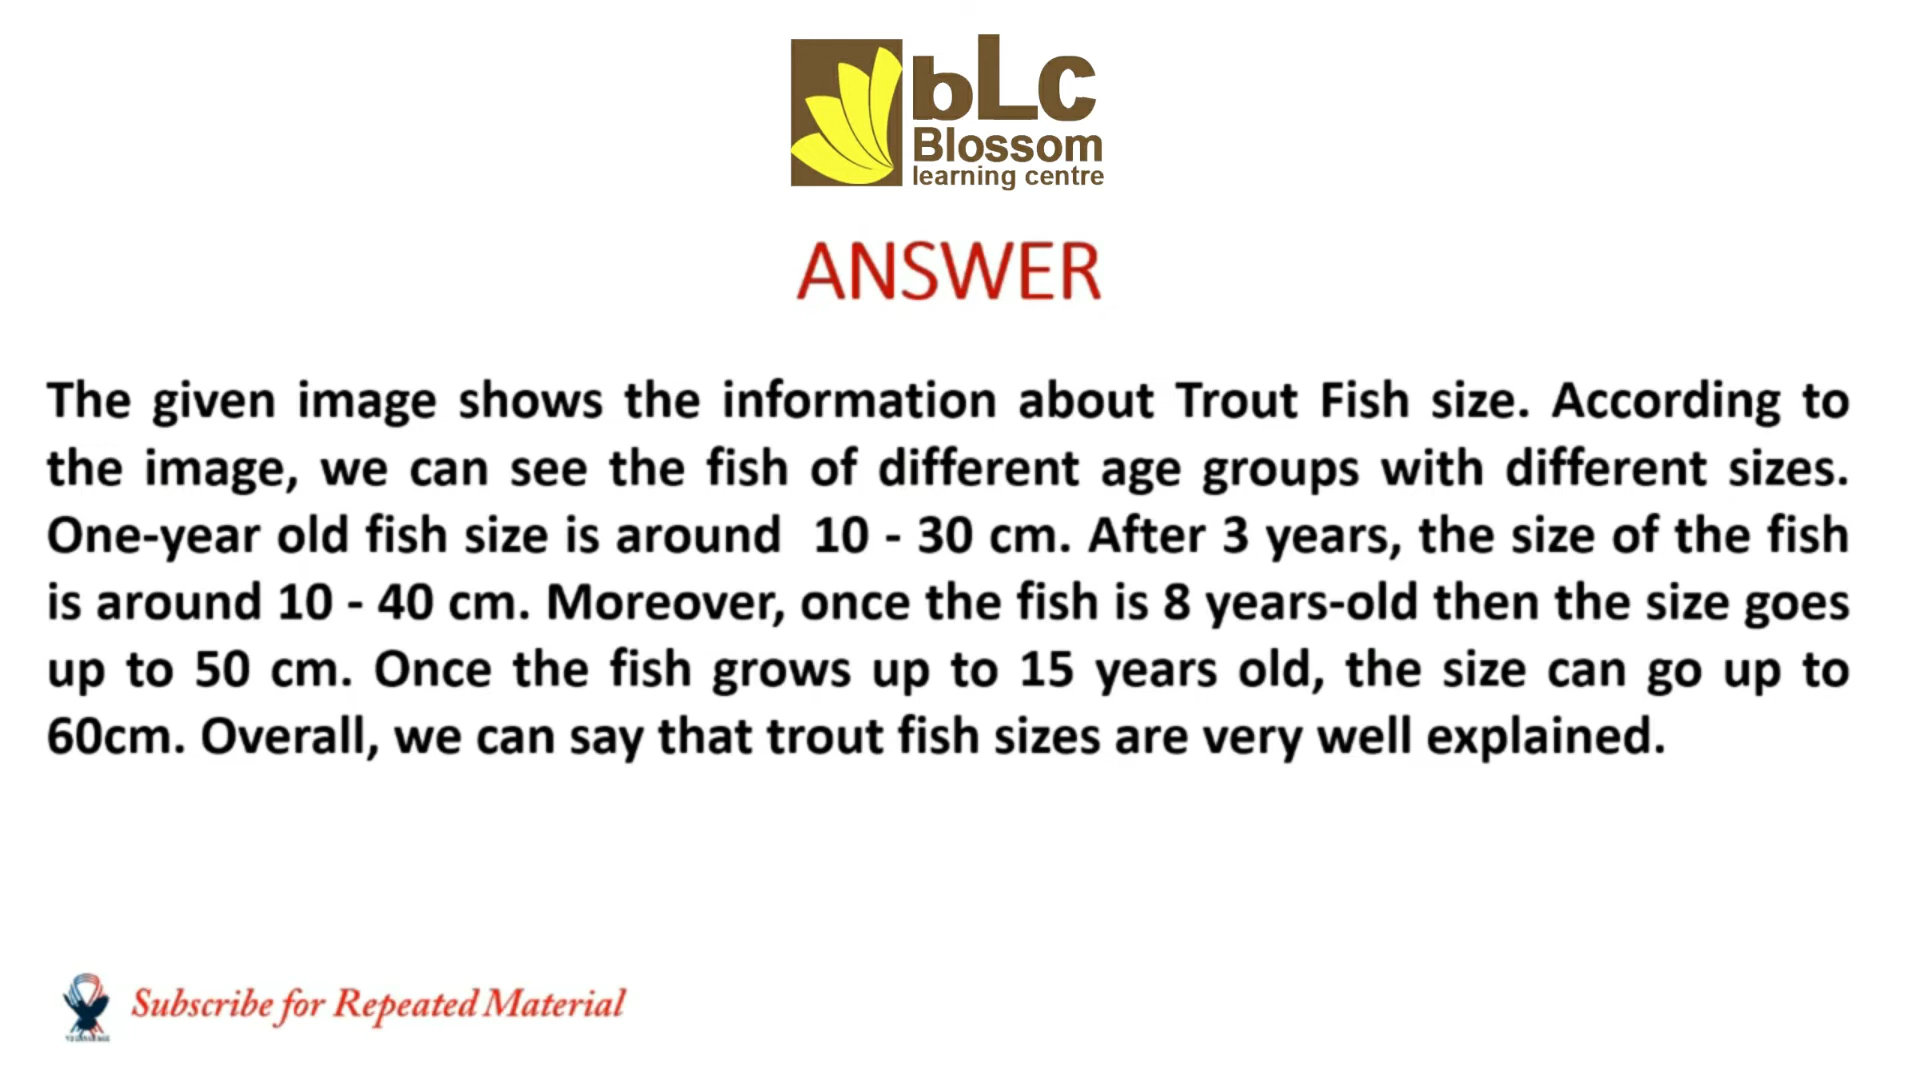 bLc
Blossom
learning centre
ANSWER
The given image shows the information about Trout Fish size. According to
the image, we can see the fish of different age groups with different sizes.
One-year old fish size is around 10 - 30 cm. After 3 years, the size of the fish
is around 10 - 40 cm. Moreover, once the fish is 8 years-old then the size goes
up to 50 cm. Once the fish grows up to 15 years old, the size can go up to
60cm. Overall, we can say that trout fish sizes are very well explained.
Subscribe for Repeated Material